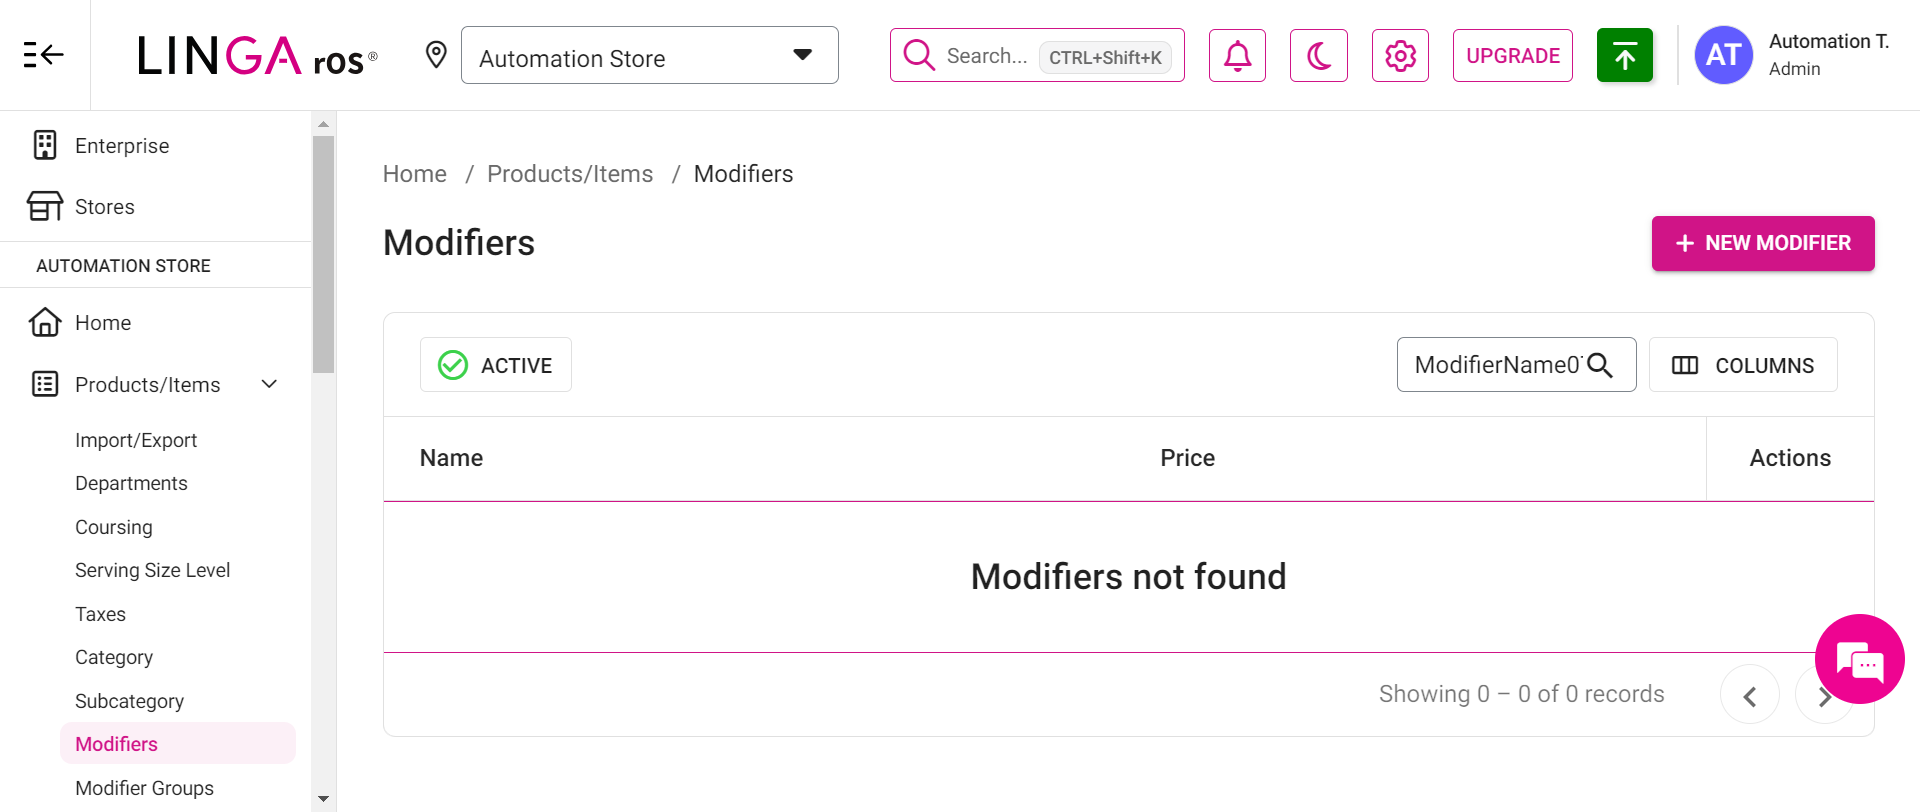 LINGA ros®
Automation Store
Search... CTRL+Shift+K
UPGRADE
AT
Automation T.
Admin
Enterprise
Stores
AUTOMATION STORE
Home
Products/Items
Import/Export
Departments
Coursing
Serving Size Level
Taxes
Category
Subcategory
Modifiers
Modifier Groups
Home / Products/Items / Modifiers
Modifiers
+ NEW MODIFIER
ACTIVE
ModifierName0
COLUMNS
Name Price Actions
Modifiers not found
Showing 0 – 0 of 0 records